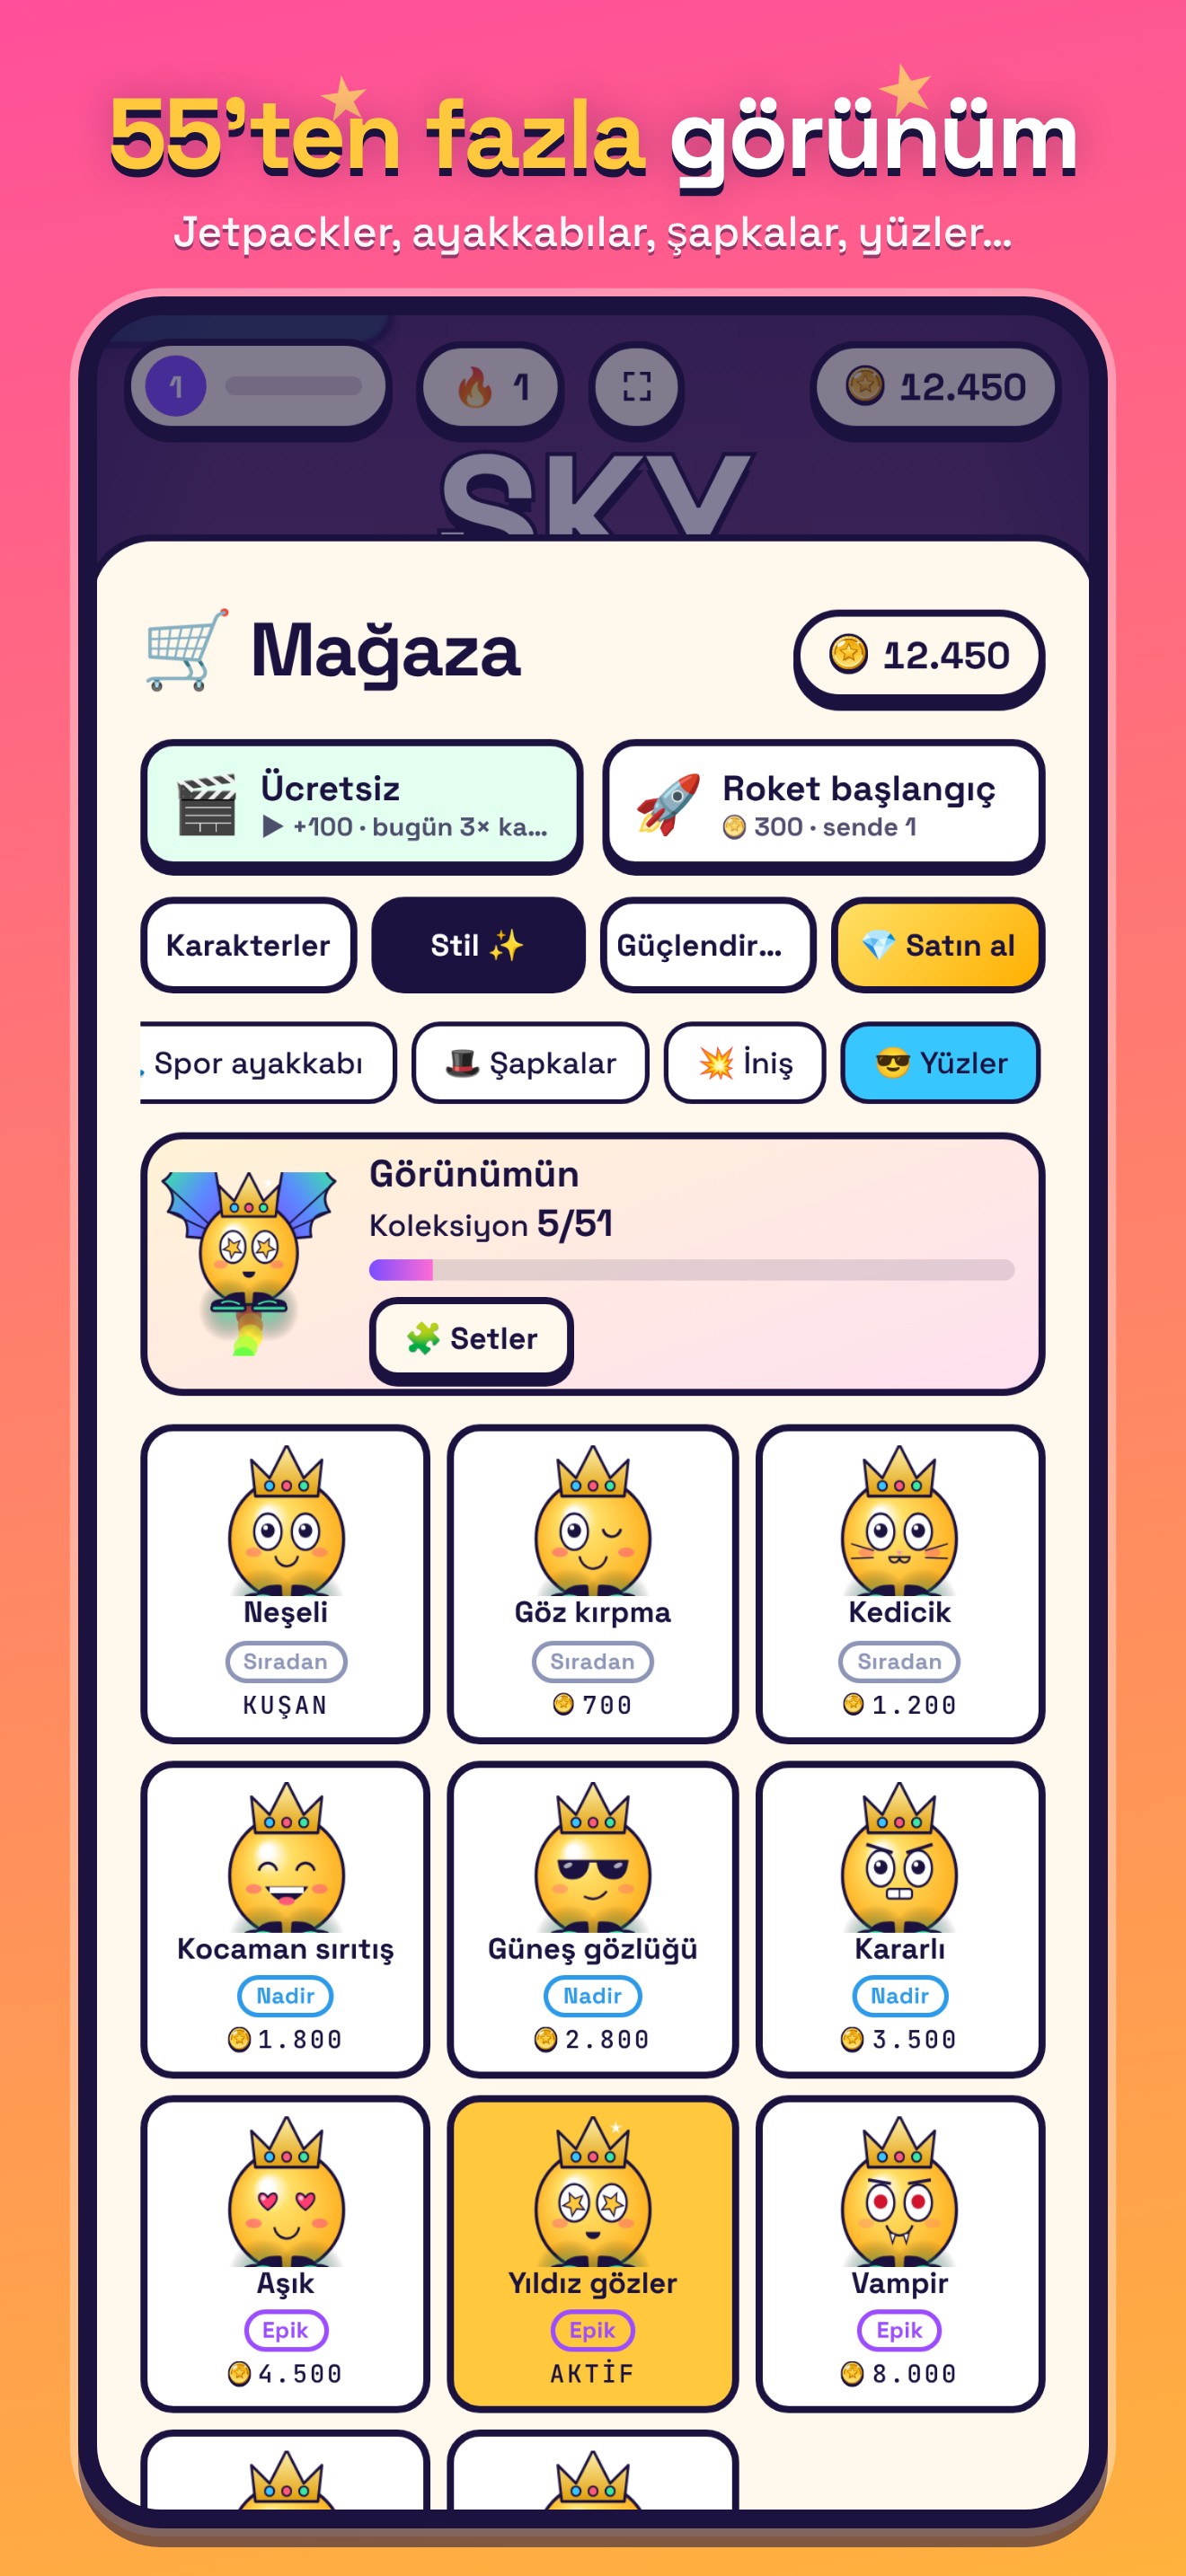 55’ten fazla görünüm
Jetpackler, ayakkabılar, şapkalar, yüzler...
1
1
12.450
SKY
Mağaza
12.450
Ücretsiz
+100 · bugün 3× ka...
Roket başlangıç
300 · sende 1
Karakterler
Stil
Güçlendir...
Satın al
Spor ayakkabı
Şapkalar
İniş
Yüzler
Görünümün
Koleksiyon 5/51
Setler
Neşeli
Sıradan
KUŞAN
Göz kırpma
Sıradan
700
Kedicik
Sıradan
1.200
Kocaman sırıtış
Nadir
1.800
Güneş gözlüğü
Nadir
2.800
Kararlı
Nadir
3.500
Aşık
Epik
4.500
Yıldız gözler
Epik
AKTİF
Vampir
Epik
8.000